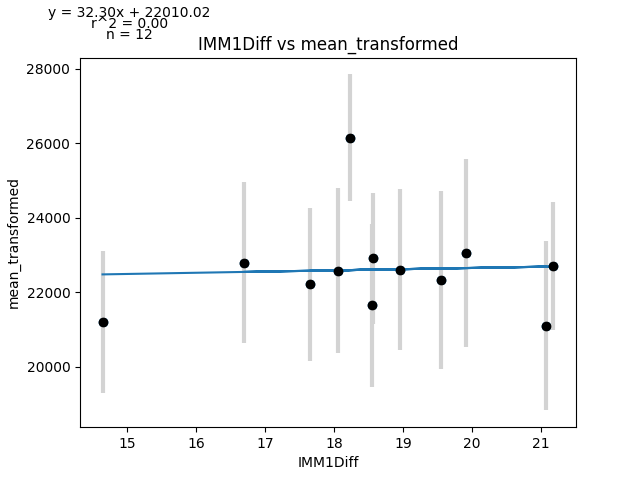 y = 32.30x + 22010.02
r^2 = 0.00
n = 12
IMM1Diff vs mean_transformed
28000
26000
24000
22000
20000
mean_transformed
15 16 17 18 19 20 21
IMM1Diff